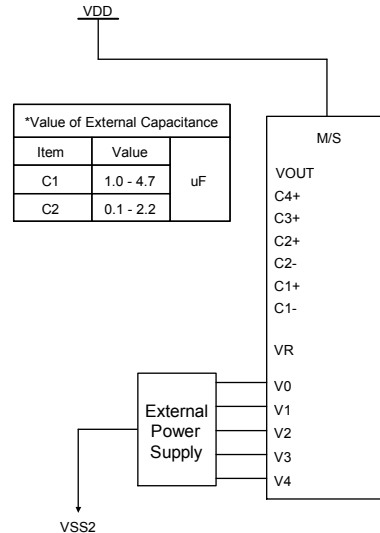 VDD
*Value of External Capacitance
Item Value
C1 1.0 - 4.7 uF
C2 0.1 - 2.2
M/S
VOUT
C4+
C3+
C2+
C2-
C1+
C1-
VR
V0
V1
V2
V3
V4
External
Power
Supply
VSS2